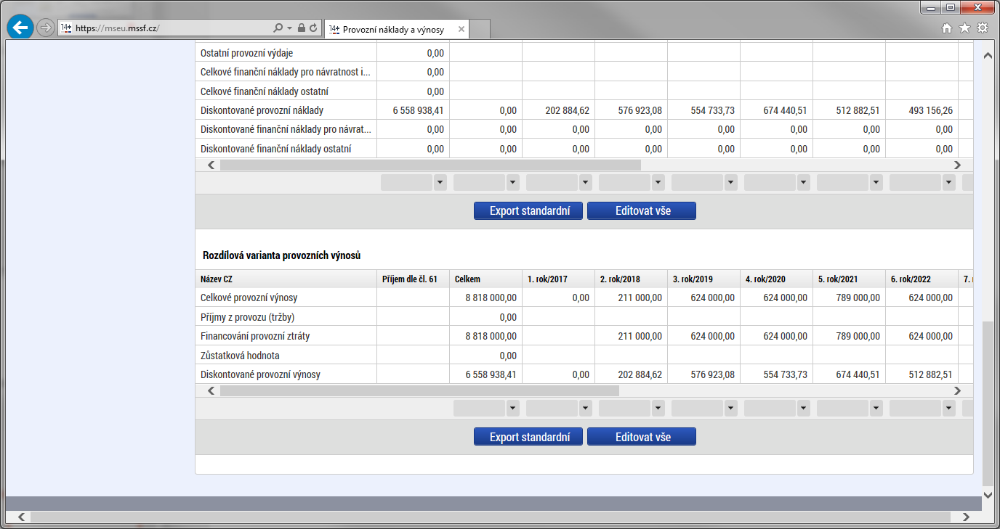 14+ https://mseu.mssf.cz/
14+ Provozní náklady a výnosy
Ostatní provozní výdaje 0,00
Celkové finanční náklady pro návratnost i... 0,00
Celkové finanční náklady ostatní 0,00
Diskontované provozní náklady 6 558 938,41 0,00 202 884,62 576 923,08 554 733,73 674 440,51 512 882,51 493 156,26
Diskontované finanční náklady pro návrat... 0,00 0,00 0,00 0,00 0,00 0,00 0,00 0,00
Diskontované finanční náklady ostatní 0,00 0,00 0,00 0,00 0,00 0,00 0,00 0,00
Export standardní Editovat vše
Rozdílová varianta provozních výnosů
Název CZ Příjem dle čl. 61 Celkem 1. rok/2017 2. rok/2018 3. rok/2019 4. rok/2020 5. rok/2021 6. rok/2022 7.
Celkové provozní výnosy 8 818 000,00 0,00 211 000,00 624 000,00 624 000,00 789 000,00 624 000,00
Příjmy z provozu (tržby) 0,00
Financování provozní ztráty 8 818 000,00 211 000,00 624 000,00 624 000,00 789 000,00 624 000,00
Zůstatková hodnota 0,00
Diskontované provozní výnosy 6 558 938,41 0,00 202 884,62 576 923,08 554 733,73 674 440,51 512 882,51
Export standardní Editovat vše